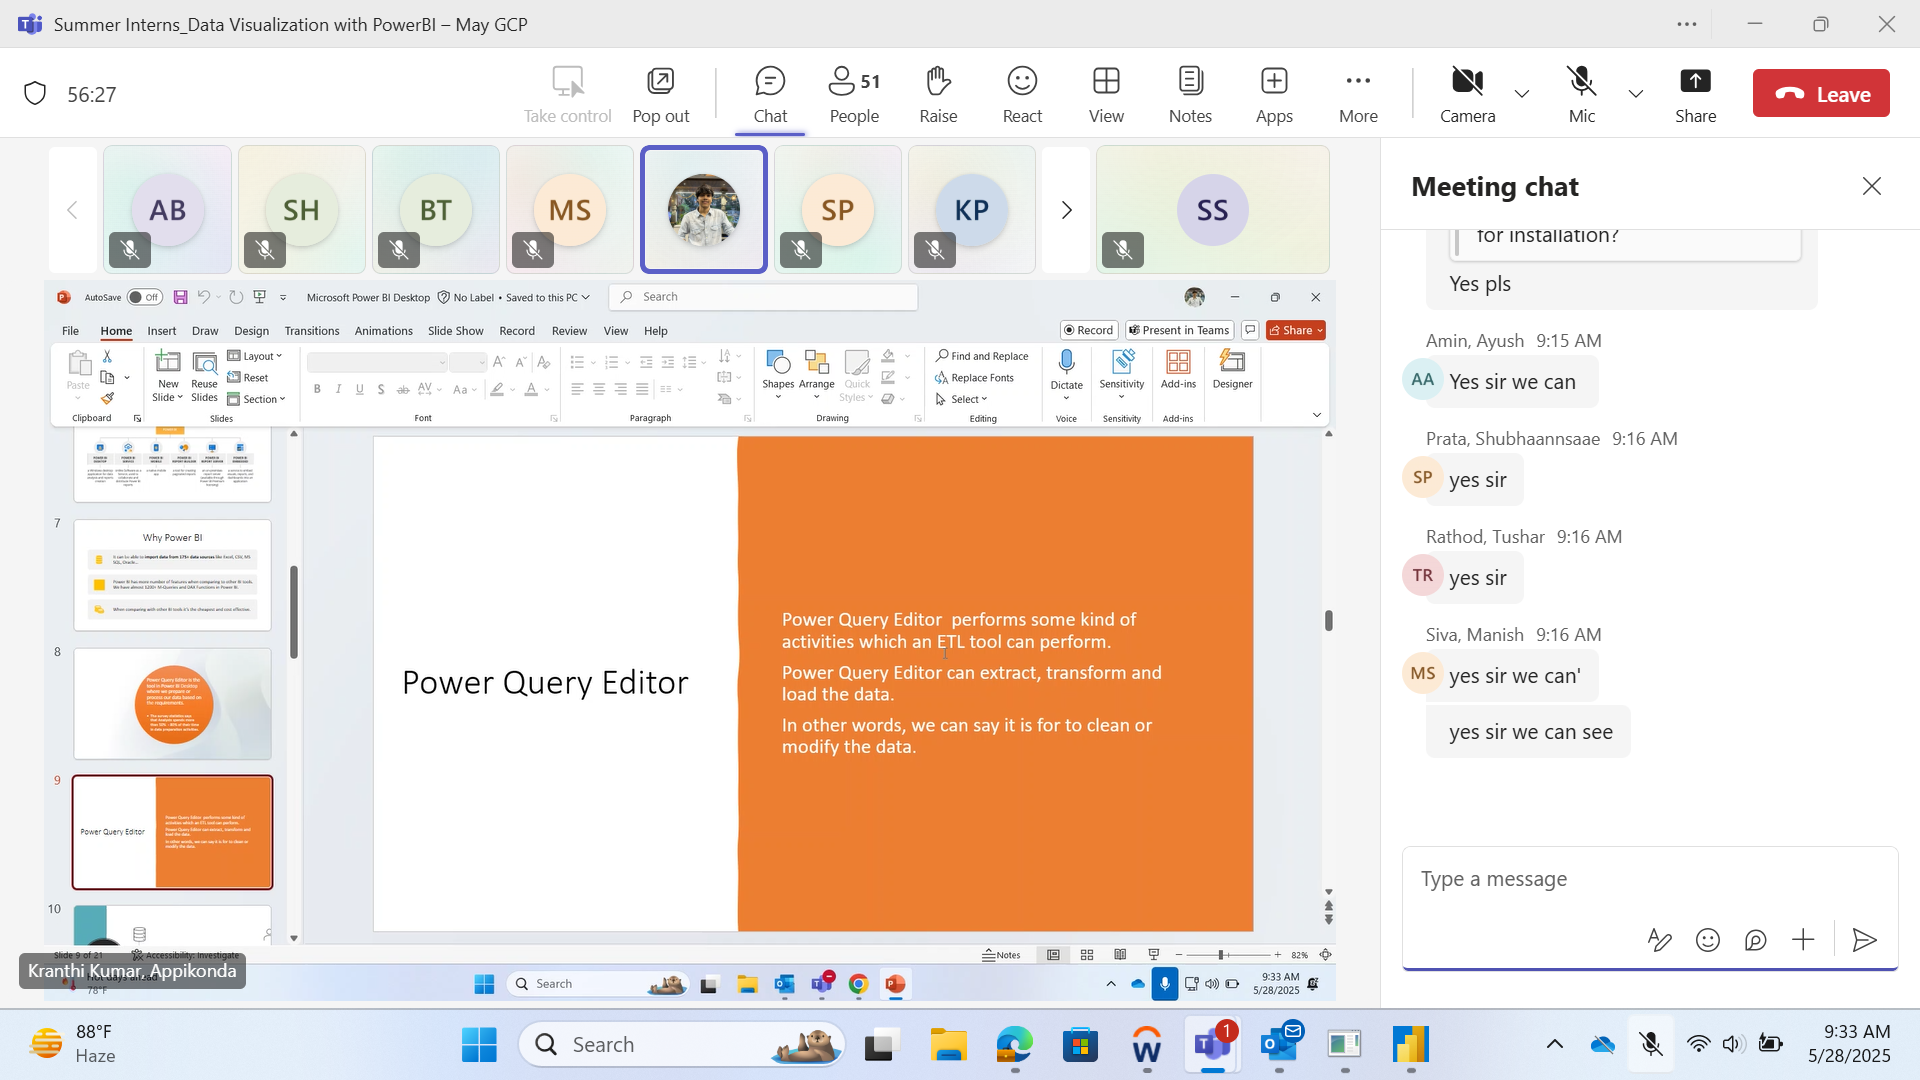 Summer Interns_Data Visualization with PowerBI – May GCP
56:27
Take control
Pop out
Chat
51
People
Raise
React
View
Notes
Apps
More
Camera
Mic
Share
Leave
AB
SH
BT
MS
SP
KP
SS
AutoSave
Off
Microsoft Power BI Desktop
No Label • Saved to this PC
Search
File
Home
Insert
Draw
Design
Transitions
Animations
Slide Show
Record
Review
View
Help
Record
Present in Teams
Share
Paste
Clipboard
New Slide
Reuse Slides
Layout
Reset
Section
Slides
Font
Paragraph
Shapes
Arrange
Quick Styles
Drawing
Find and Replace
Replace Fonts
Select
Editing
Dictate
Voice
Sensitivity
Sensitivity
Add-ins
Add-ins
Designer
7
Why Power BI
8
9
Power Query Editor
10
Power Query Editor
Power Query Editor  performs some kind of
activities which an ETL tool can perform.
Power Query Editor can extract, transform and
load the data.
In other words, we can say it is for to clean or
modify the data.
Slide 9 of 21
Accessibility: Investigate
Notes
82%
Kranthi Kumar, Appikonda
78°F
Search
9:33 AM
5/28/2025
Meeting chat
for installation?
Yes pls
Amin, Ayush 9:15 AM
AA
Yes sir we can
Prata, Shubhaannsaae 9:16 AM
SP
yes sir
Rathod, Tushar 9:16 AM
TR
yes sir
Siva, Manish 9:16 AM
MS
yes sir we can'
yes sir we can see
Type a message
88°F
Haze
Search
1
9:33 AM
5/28/2025